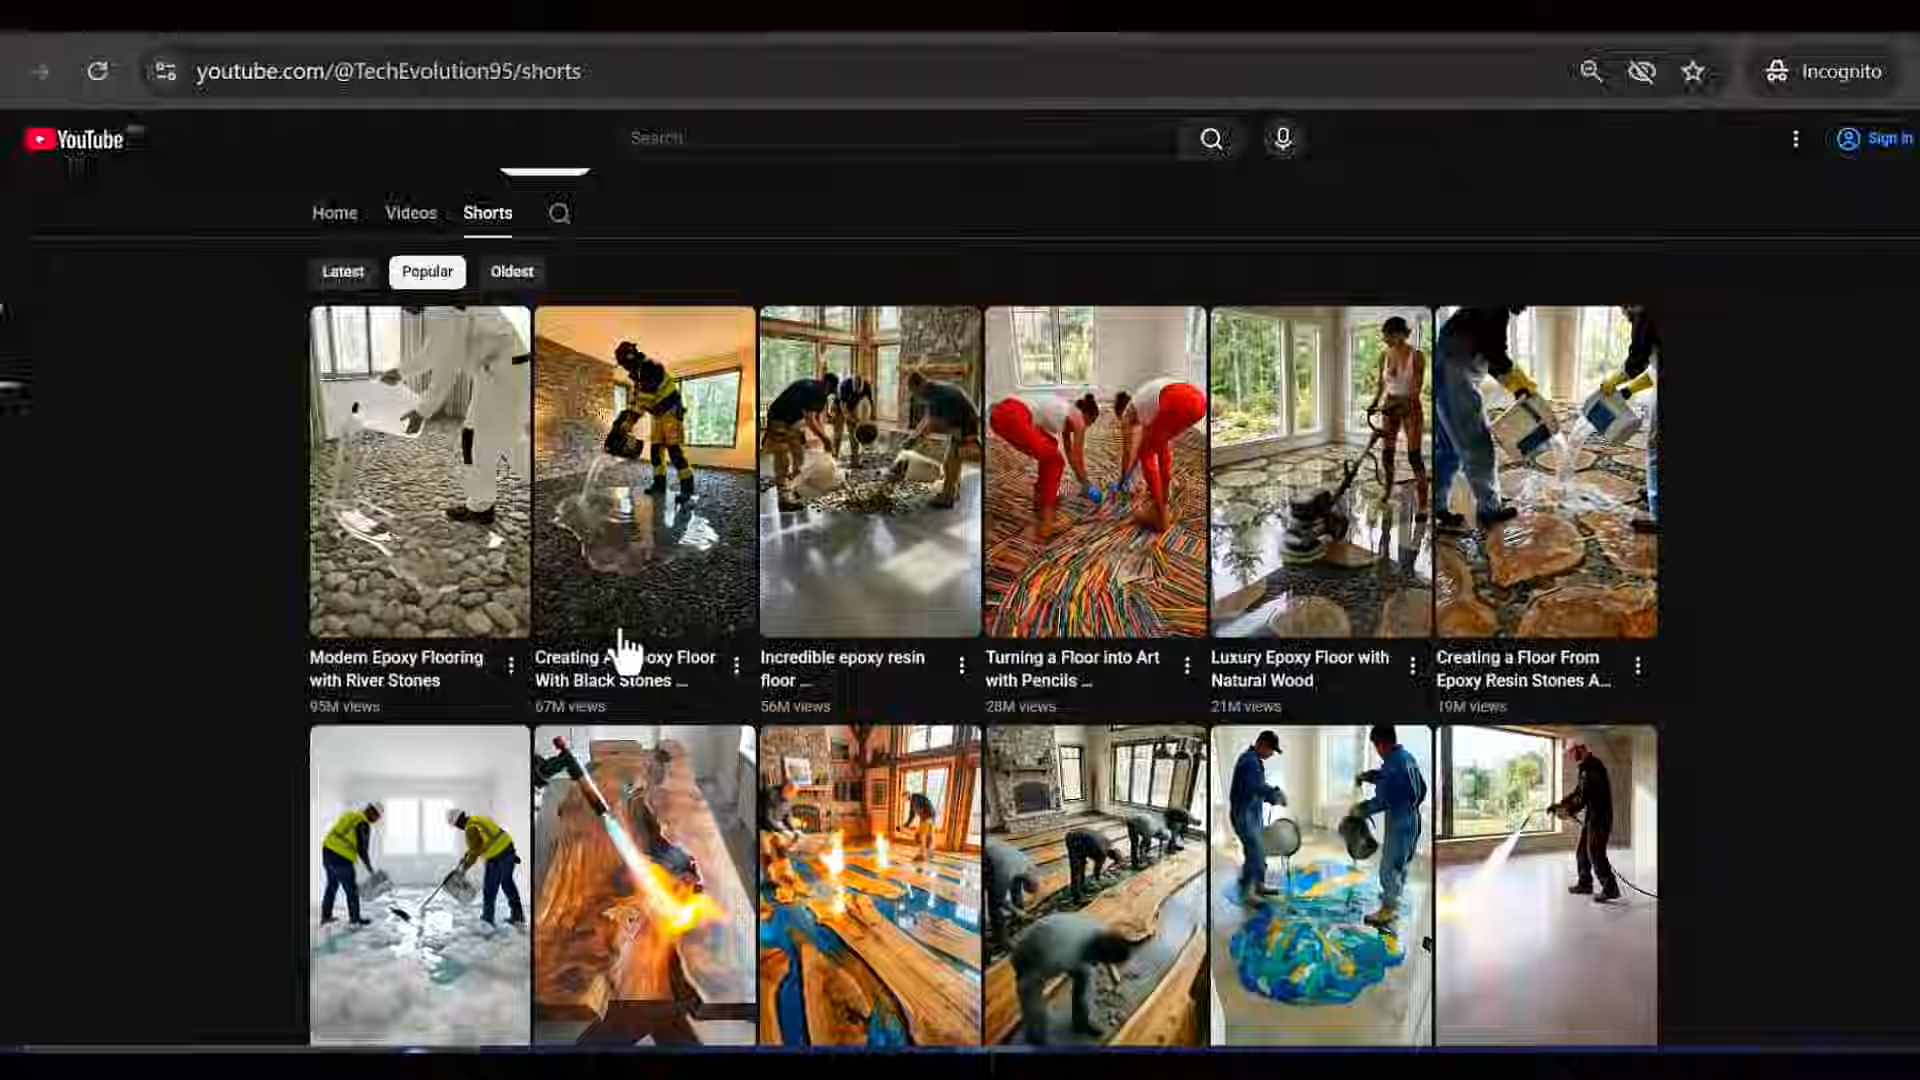 youtube.com/@TechEvolution95/shorts
Incognito
YouTube
Search
Sign in
Home Videos Shorts
Latest Popular Oldest
Modern Epoxy Flooring
with River Stones
95M views
Creating A oxy Floor
With Black Stones ...
67M views
Incredible epoxy resin
floor ...
56M views
Turning a Floor into Art
with Pencils ...
28M views
Luxury Epoxy Floor with
Natural Wood
21M views
Creating a Floor From
Epoxy Resin Stones A...
19M views